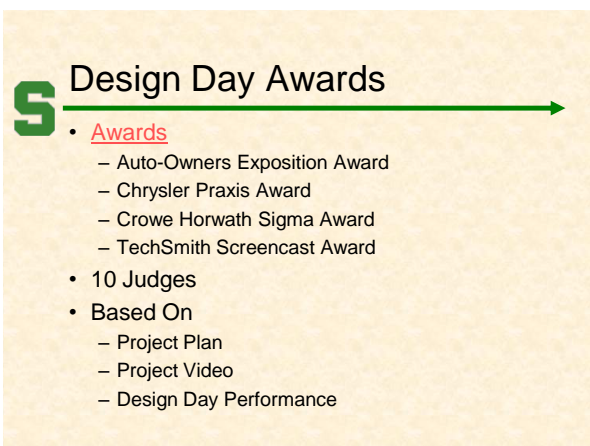 Design Day Awards
S
• Awards
– Auto-Owners Exposition Award
– Chrysler Praxis Award
– Crowe Horwath Sigma Award
– TechSmith Screencast Award
• 10 Judges
• Based On
– Project Plan
– Project Video
– Design Day Performance